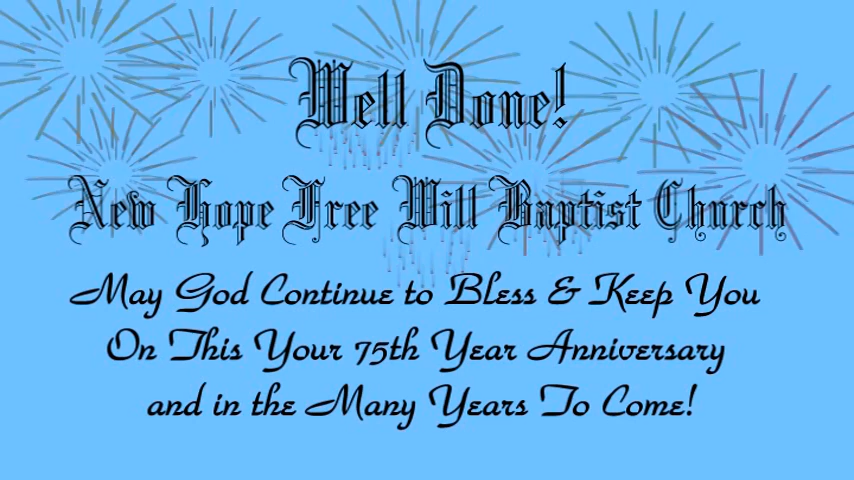 Well Done!
New Hope Free Will Baptist Church
May God Continue to Bless & Keep You
On This Your 75th Year Anniversary
and in the Many Years To Come!